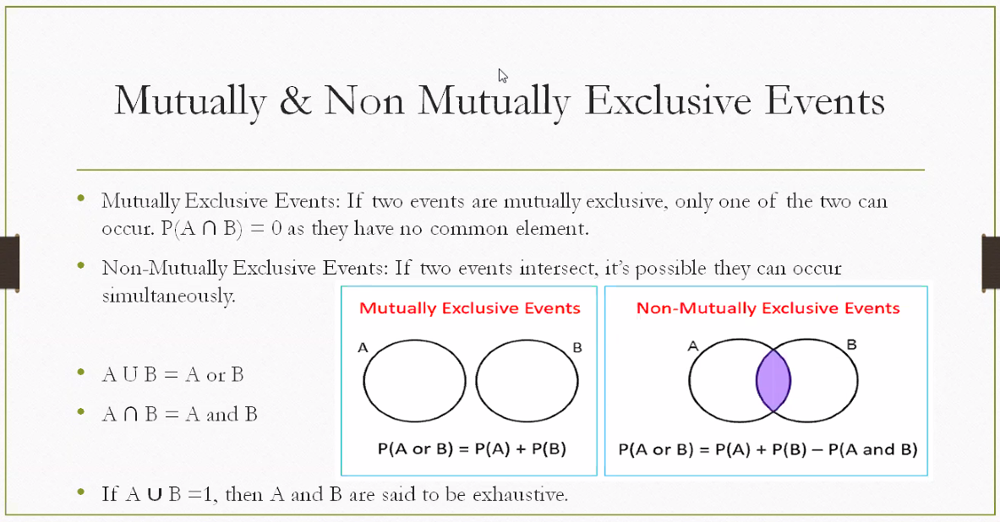 Mutually & Non Mutually Exclusive Events
• Mutually Exclusive Events: If two events are mutually exclusive, only one of the two can
occur. P(A ∩ B) = 0 as they have no common element.
• Non-Mutually Exclusive Events: If two events intersect, it’s possible they can occur
simultaneously.
• A U B = A or B
• A ∩ B = A and B
Mutually Exclusive Events
A
B
P(A or B) = P(A) + P(B)
Non-Mutually Exclusive Events
A
B
P(A or B) = P(A) + P(B) – P(A and B)
• If A ∪ B =1, then A and B are said to be exhaustive.